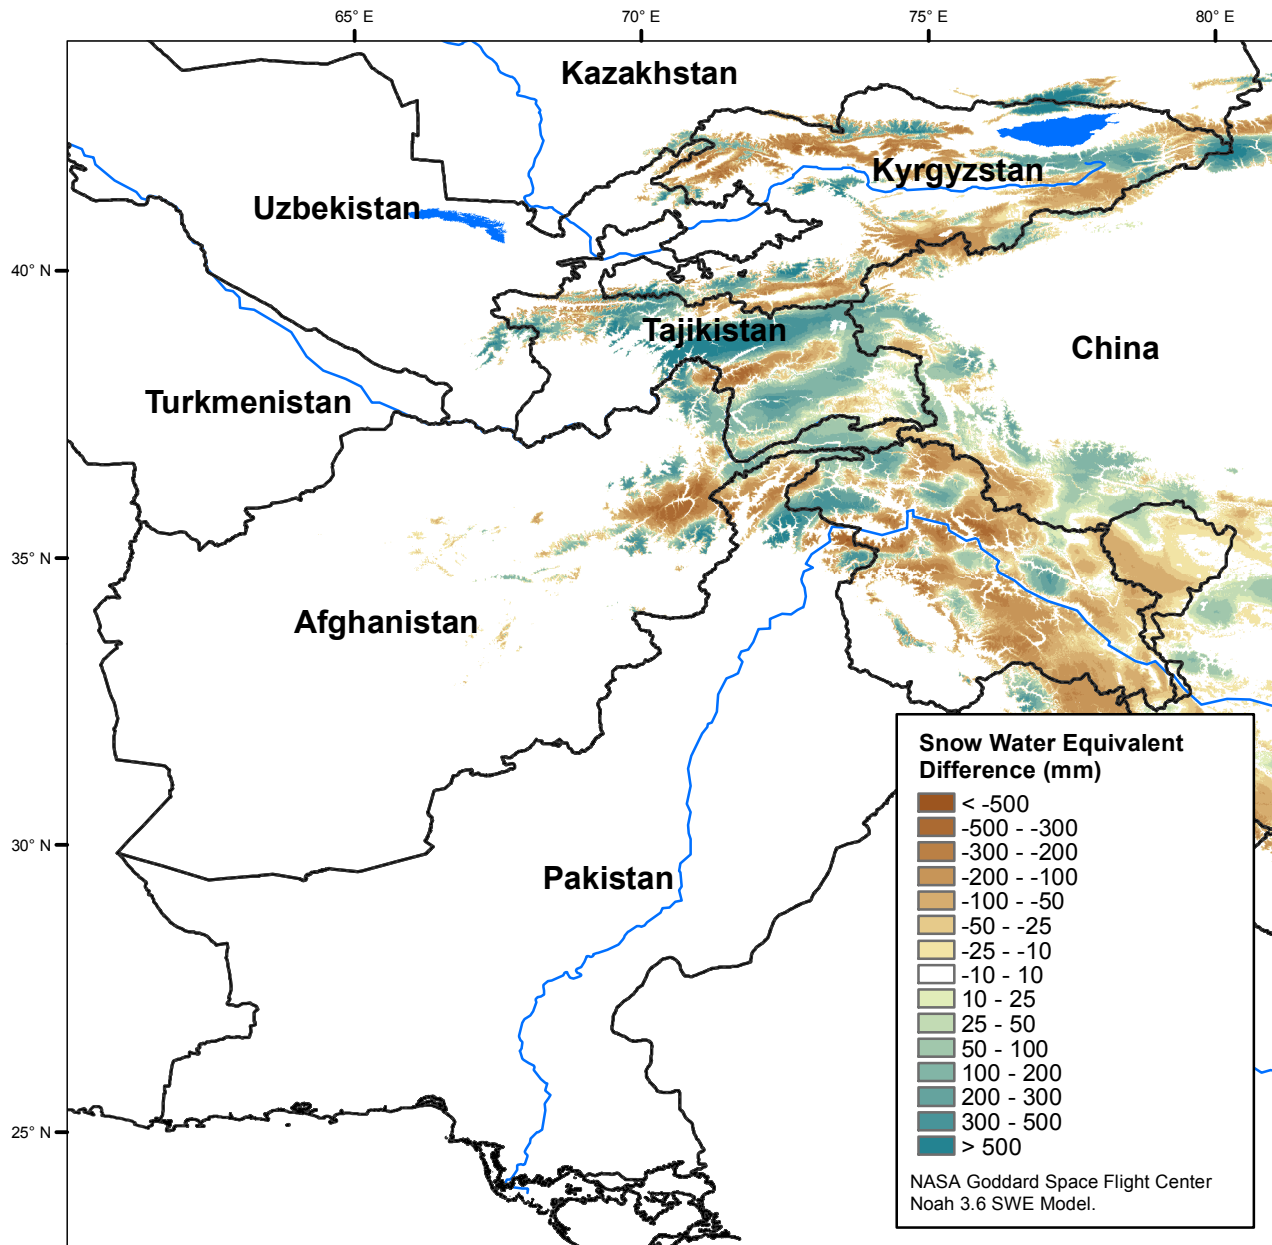 65° E
70° E
75° E
80° E
Kazakhstan
Kyrgyzstan
Uzbekistan
40° N
Tajikistan
China
Turkmenistan
35° N
Afghanistan
Snow Water Equivalent
Difference (mm)
< -500
-500 - -300
-300 - -200
-200 - -100
-100 - -50
-50 - -25
-25 - -10
-10 - 10
10 - 25
25 - 50
50 - 100
100 - 200
200 - 300
300 - 500
> 500
NASA Goddard Space Flight Center
Noah 3.6 SWE Model.
30° N
Pakistan
25° N